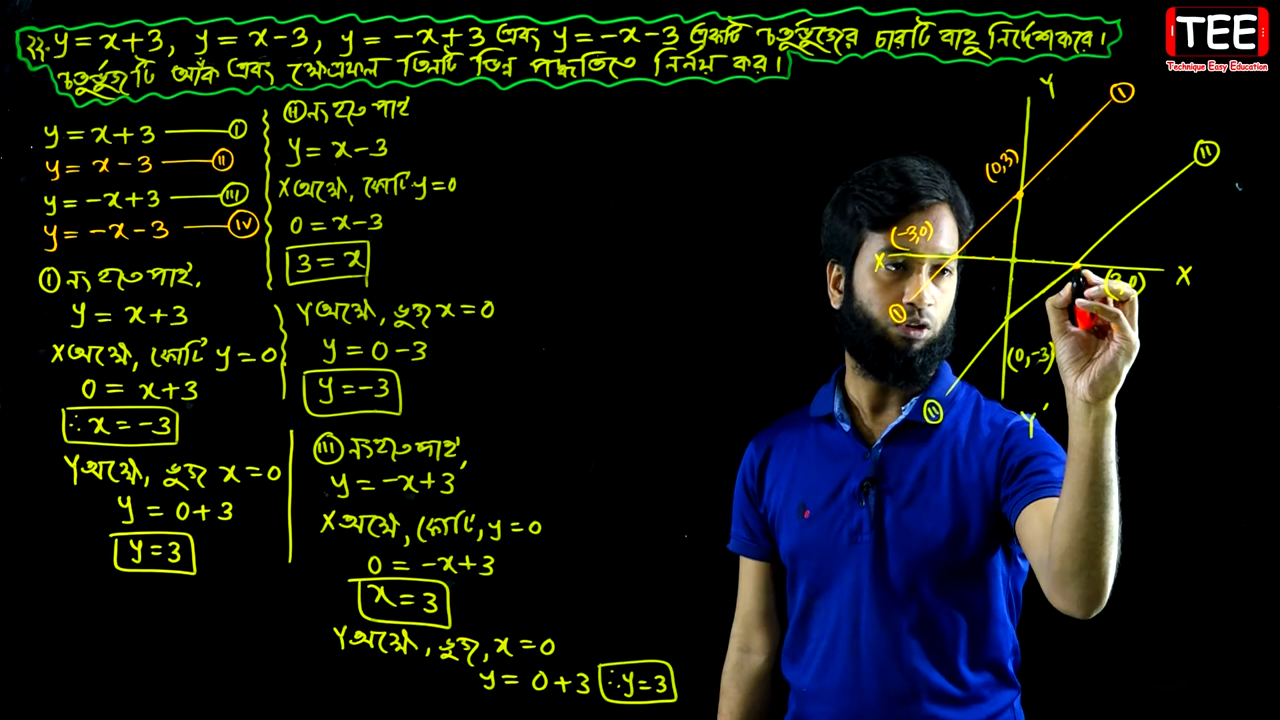 ২২. y = x+3, y = x-3, y = -x+3 এবং y = -x-3 একটি চতুর্ভুজের চারটি বাহু নির্দেশ করে।
চতুর্ভুজটি আঁক এবং ক্ষেত্রফল তিনটি ভিন্ন পদ্ধতিতে নির্ণয় কর।
TEE
Technique Easy Education
y = x+3 — (I)
y = x-3 — (II)
y = -x+3 — (III)
y = -x-3 — (IV)
(I) নং হতে পাই,
y = x+3
X অক্ষে, কোটি y = 0
0 = x+3
∴ x = -3
Y অক্ষে, ভুজ x = 0
y = 0+3
y = 3
(II) নং হতে পাই
y = x-3
X অক্ষে, কোটি y = 0
0 = x-3
3 = x
Y অক্ষে, ভুজ x = 0
y = 0-3
y = -3
(III) নং হতে পাই,
y = -x+3
X অক্ষে, কোটি, y = 0
0 = -x+3
x = 3
Y অক্ষে, ভুজ, x = 0
y = 0+3 ∴ y = 3
Y
(I)
(II)
(0,3)
(-3,0)
X
X
(3,0)
(I)
(0,-3)
(II)
Y′